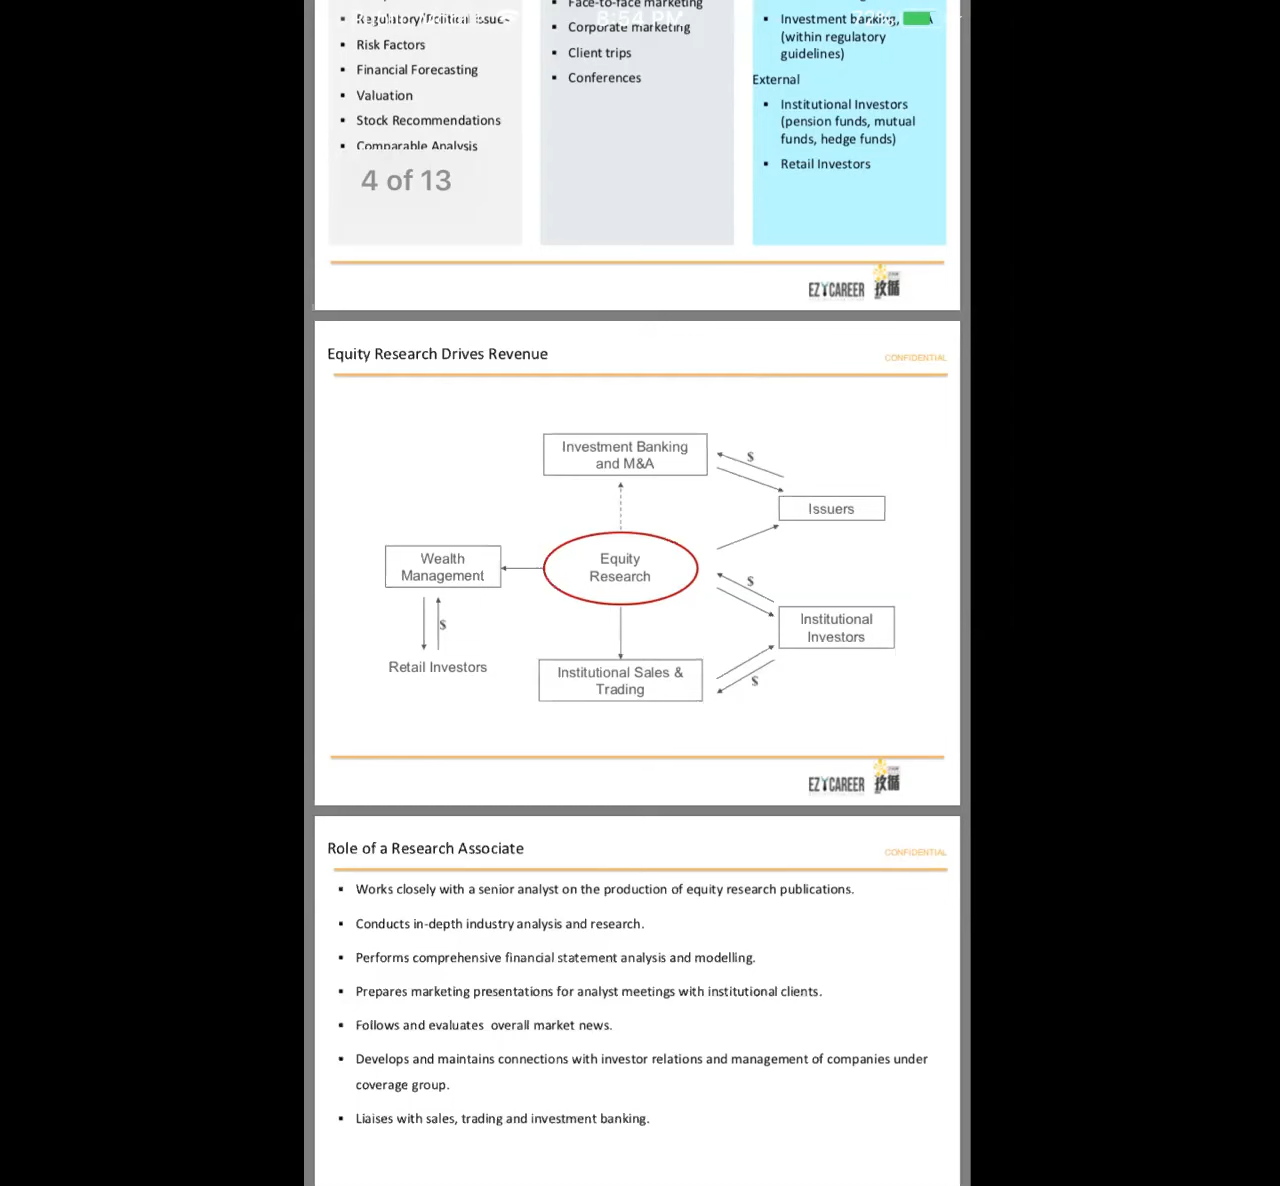 Regulatory/Political Issues
Risk Factors
Financial Forecasting
Valuation
Stock Recommendations
Comparable Analysis
4 of 13
Face-to-face marketing
Corporate marketing
Client trips
Conferences
8:54 PM
Investment banking,
(within regulatory
guidelines)
External
Institutional Investors
(pension funds, mutual
funds, hedge funds)
Retail Investors
EZYCAREER
Equity Research Drives Revenue
CONFIDENTIAL
Investment Banking
and M&A
$
Issuers
Wealth
Management
Equity
Research
$
Institutional
Investors
$
Retail Investors
Institutional Sales &
Trading
$
EZYCAREER
Role of a Research Associate
CONFIDENTIAL
Works closely with a senior analyst on the production of equity research publications.
Conducts in-depth industry analysis and research.
Performs comprehensive financial statement analysis and modelling.
Prepares marketing presentations for analyst meetings with institutional clients.
Follows and evaluates  overall market news.
Develops and maintains connections with investor relations and management of companies under
coverage group.
Liaises with sales, trading and investment banking.